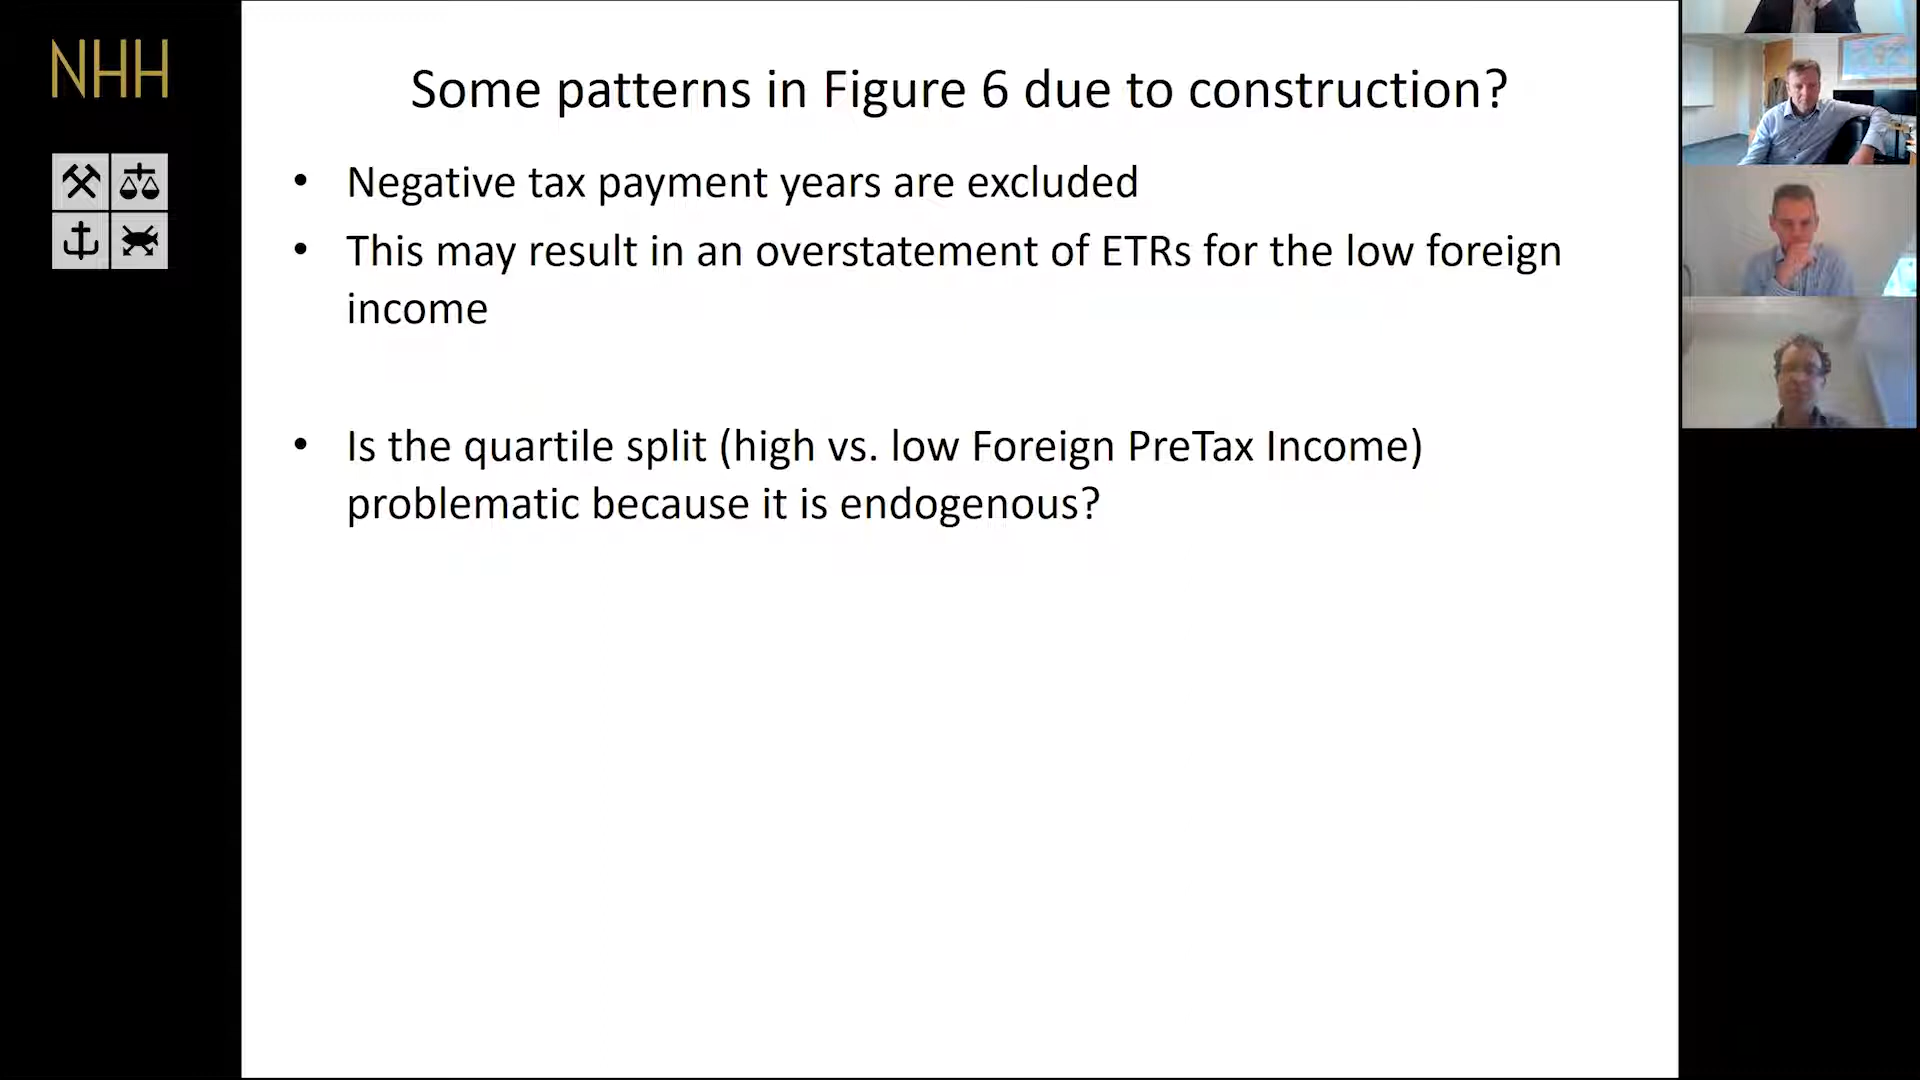 NHH
Some patterns in Figure 6 due to construction?
• Negative tax payment years are excluded
• This may result in an overstatement of ETRs for the low foreign
income
• Is the quartile split (high vs. low Foreign PreTax Income)
problematic because it is endogenous?